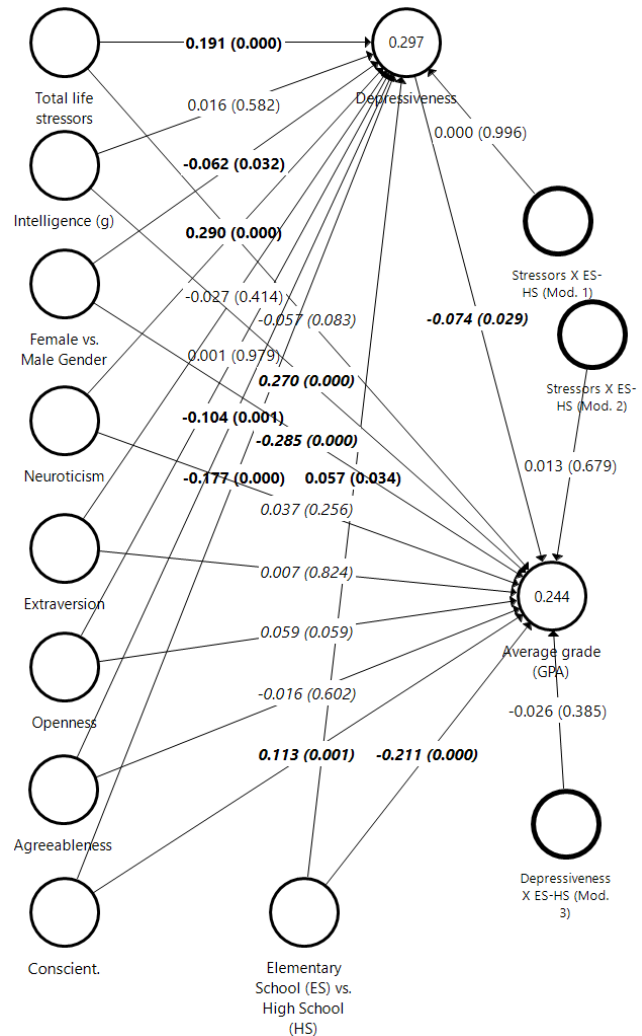 0.191 (0.000)
0.297
Total life
stressors
Depressiveness
0.016 (0.582)
0.000 (0.996)
-0.062 (0.032)
Intelligence (g)
0.290 (0.000)
Stressors X ES-
HS (Mod. 1)
-0.027 (0.414)
-0.057 (0.083)
-0.074 (0.029)
Female vs.
Male Gender
0.001 (0.979)
0.270 (0.000)
Stressors X ES-
HS (Mod. 2)
-0.104 (0.001)
-0.285 (0.000)
0.013 (0.679)
Neuroticism
-0.177 (0.000)
0.057 (0.034)
0.037 (0.256)
0.007 (0.824)
0.244
Extraversion
0.059 (0.059)
Average grade
(GPA)
-0.016 (0.602)
-0.026 (0.385)
Openness
0.113 (0.001)
-0.211 (0.000)
Agreeableness
Depressiveness
X ES-HS (Mod.
3)
Conscient.
Elementary
School (ES) vs.
High School
(HS)